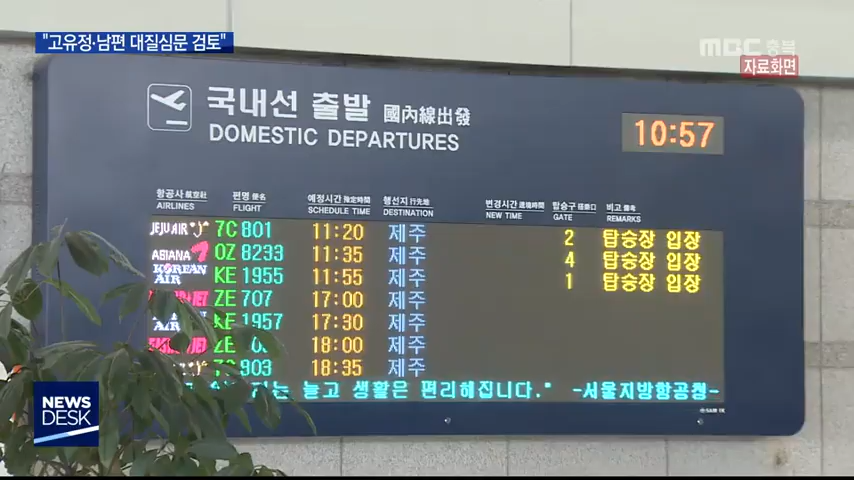 "고유정·남편 대질심문 검토"
MBC충북
자료화면
국내선 출발 國內線出發
DOMESTIC DEPARTURES
10:57
항공사 航空社 편명 便名 예정시간 指定時間 행선지 行先地 변경시간 變更時間 탑승구 搭乘口 비고 備考
AIRLINES FLIGHT SCHEDULE TIME DESTINATION NEW TIME GATE REMARKS
JEJU AIR 7C 801 11:20 제주 2 탑승장 입장
ASIANA OZ 8233 11:35 제주 4 탑승장 입장
KOREAN AIR KE 1955 11:55 제주 1 탑승장 입장
ZE 707 17:00 제주
KE 1957 17:30 제주
ZE 18:00 제주
903 18:35 제주
늘고 생활은 편리해집니다." -서울지방항공청-
NEWS
DESK